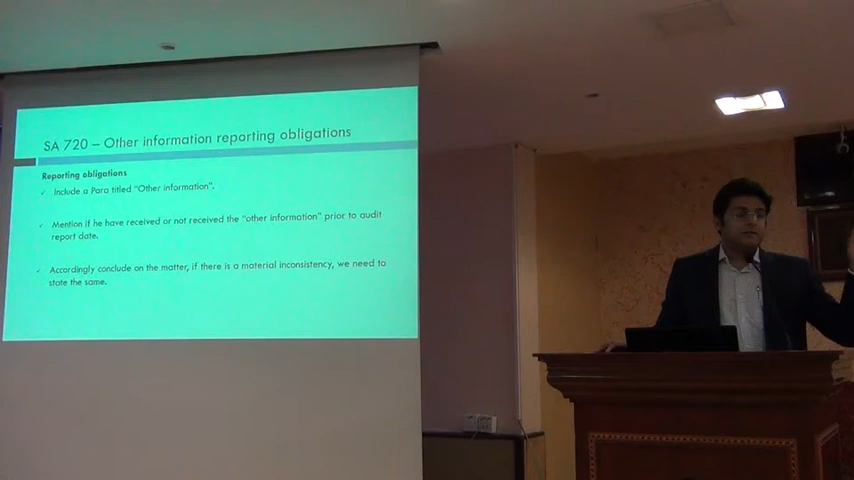 SA 720 – Other information reporting obligations
Reporting obligations
✓ Include a Para titled "Other information".
✓ Mention if he have received or not received the "other information" prior to audit
report date.
✓ Accordingly conclude on the matter, if there is a material inconsistency, we need to
state the same.